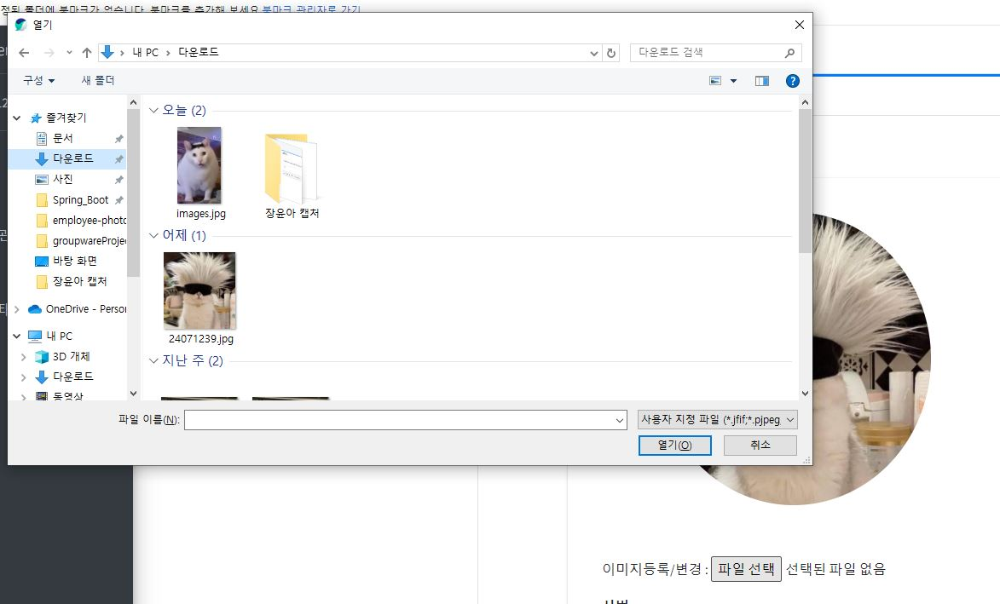 정된 폴더에 북마크가 없습니다. 북마크를 추가해 보세요 북마크 관리자로 가기
열기
내 PC > 다운로드
다운로드 검색
구성
새 폴더
즐겨찾기
문서
다운로드
사진
Spring_Boot
employee-photo
groupwareProje
바탕 화면
장윤아 캡처
OneDrive - Person
내 PC
3D 개체
다운로드
동영상
오늘 (2)
images.jpg
장윤아 캡처
어제 (1)
24071239.jpg
지난 주 (2)
파일 이름(N):
사용자 지정 파일 (*.jfif;*.pjpeg
열기(O)
취소
이미지등록/변경 : 파일 선택 선택된 파일 없음